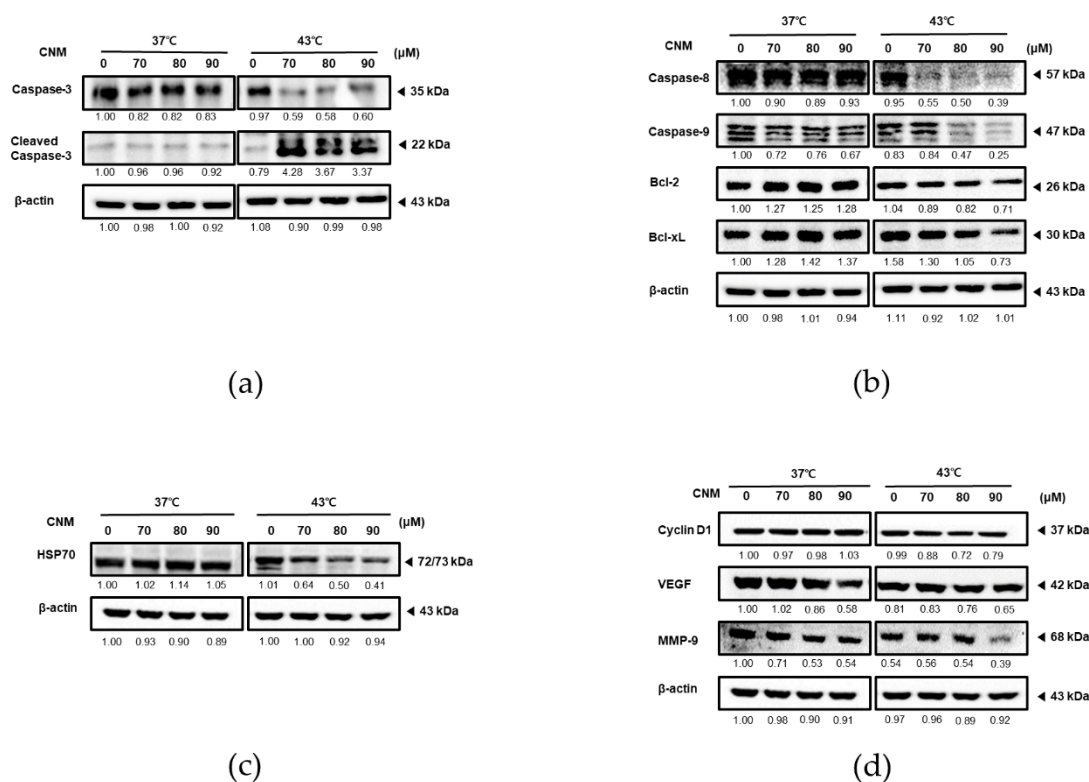 37℃ 43℃
CNM 0 70 80 90 0 70 80 90 (μM)
Caspase-3 ◄ 35 kDa
1.00 0.82 0.82 0.83 0.97 0.59 0.58 0.60
Cleaved
Caspase-3 ◄ 22 kDa
1.00 0.96 0.96 0.92 0.79 4.28 3.67 3.37
β-actin ◄ 43 kDa
1.00 0.98 1.00 0.92 1.08 0.90 0.99 0.98
(a)
37℃ 43℃
CNM 0 70 80 90 0 70 80 90 (μM)
Caspase-8 ◄ 57 kDa
1.00 0.90 0.89 0.93 0.95 0.55 0.50 0.39
Caspase-9 ◄ 47 kDa
1.00 0.72 0.76 0.67 0.83 0.84 0.47 0.25
Bcl-2 ◄ 26 kDa
1.00 1.27 1.25 1.28 1.04 0.89 0.82 0.71
Bcl-xL ◄ 30 kDa
1.00 1.28 1.42 1.37 1.58 1.30 1.05 0.73
β-actin ◄ 43 kDa
1.00 0.98 1.01 0.94 1.11 0.92 1.02 1.01
(b)
37℃ 43℃
CNM 0 70 80 90 0 70 80 90 (μM)
HSP70 ◄ 72/73 kDa
1.00 1.02 1.14 1.05 1.01 0.64 0.50 0.41
β-actin ◄ 43 kDa
1.00 0.93 0.90 0.89 1.00 1.00 0.92 0.94
(c)
37℃ 43℃
CNM 0 70 80 90 0 70 80 90 (μM)
Cyclin D1 ◄ 37 kDa
1.00 0.97 0.98 1.03 0.99 0.88 0.72 0.79
VEGF ◄ 42 kDa
1.00 1.02 0.86 0.58 0.81 0.83 0.76 0.65
MMP-9 ◄ 68 kDa
1.00 0.71 0.53 0.54 0.54 0.56 0.54 0.39
β-actin ◄ 43 kDa
1.00 0.98 0.90 0.91 0.97 0.96 0.89 0.92
(d)